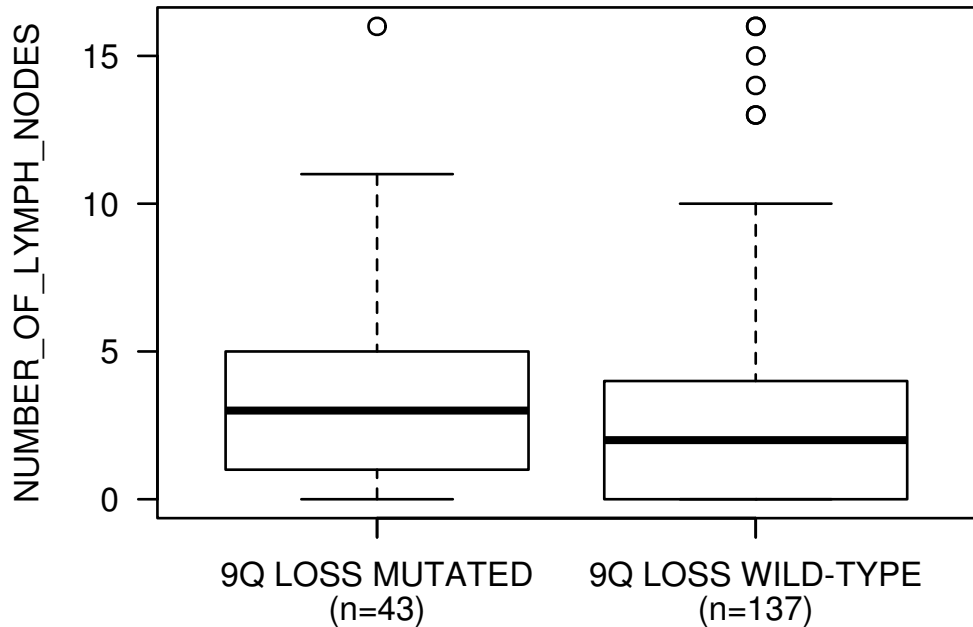 NUMBER_OF_LYMPH_NODES
15
10
5
0
9Q LOSS MUTATED
(n=43)
9Q LOSS WILD-TYPE
(n=137)